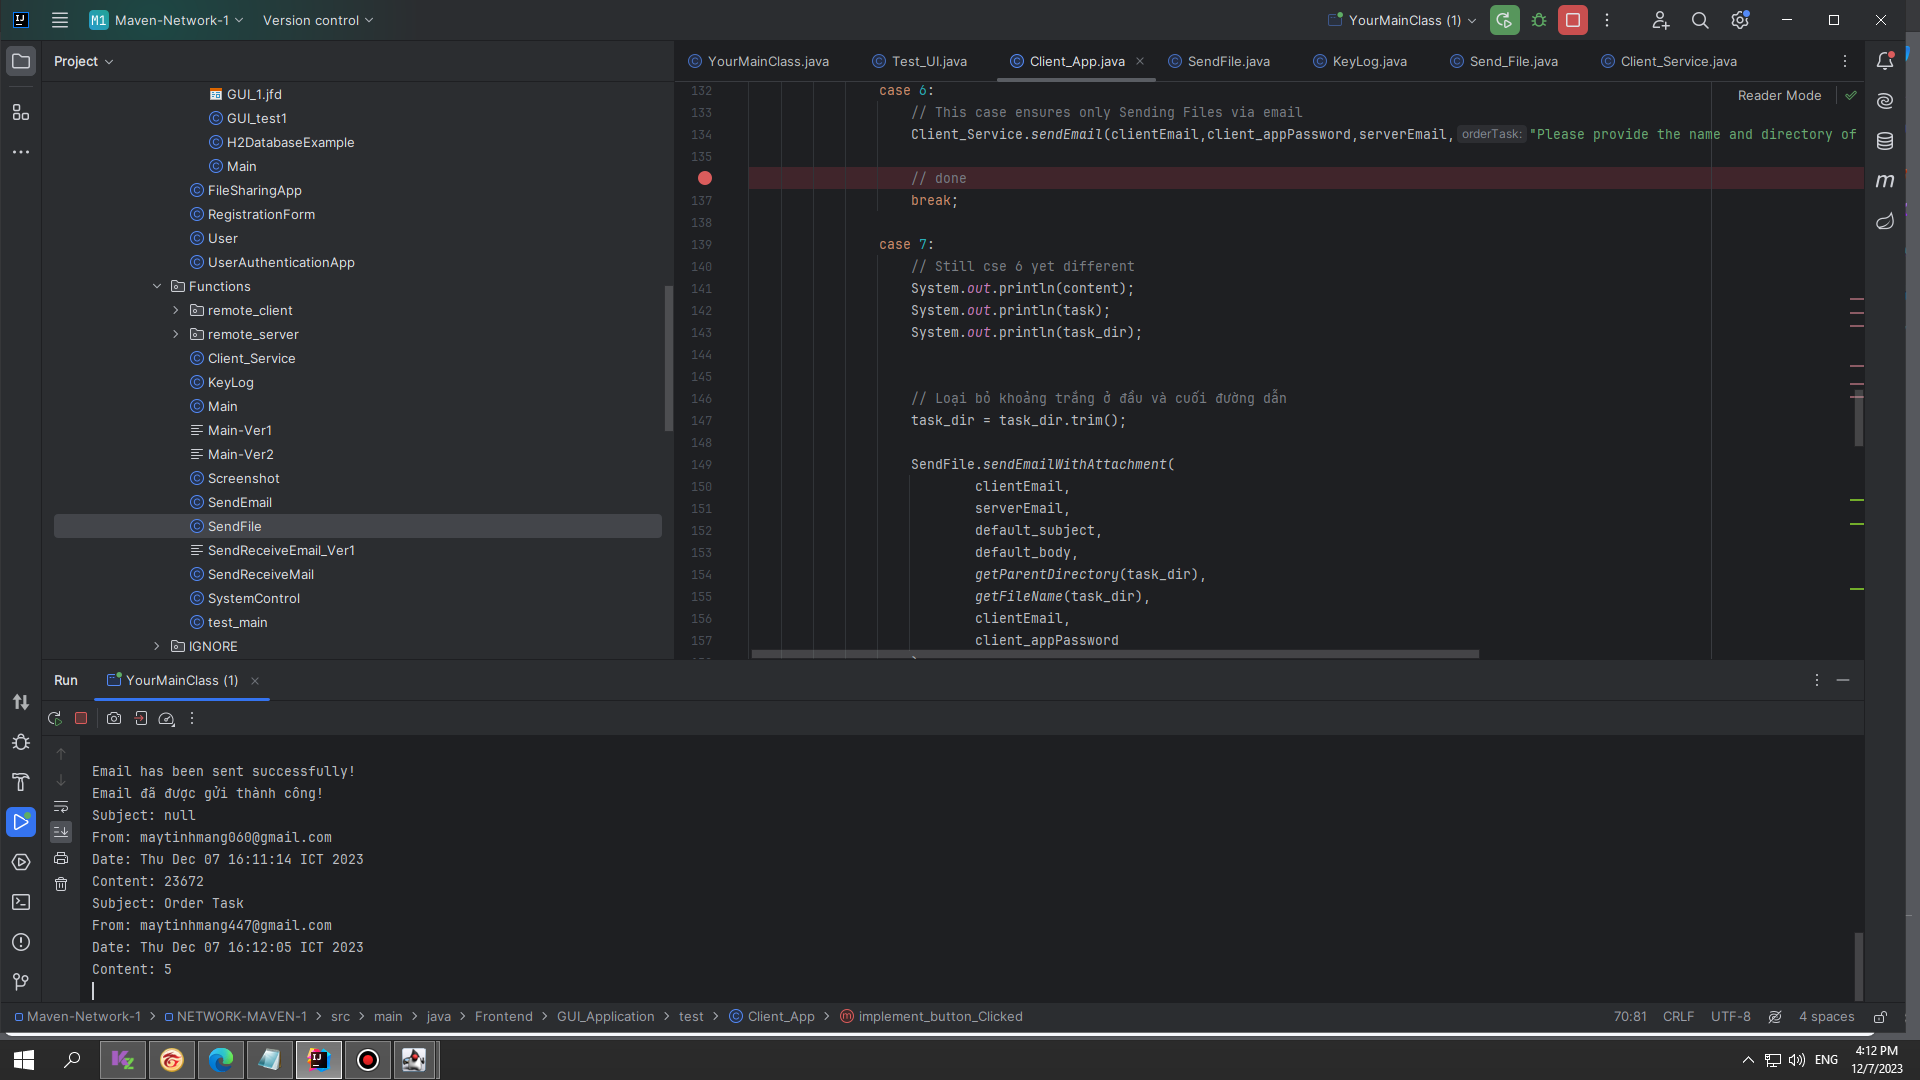 M1 Maven-Network-1 Version control YourMainClass (1)
Project
YourMainClass.java Test_UI.java Client_App.java SendFile.java KeyLog.java Send_File.java Client_Service.java
GUI_1.jfd
GUI_test1
H2DatabaseExample
Main
FileSharingApp
RegistrationForm
User
UserAuthenticationApp
Functions
remote_client
remote_server
Client_Service
KeyLog
Main
Main-Ver1
Main-Ver2
Screenshot
SendEmail
SendFile
SendReceiveEmail_Ver1
SendReceiveMail
SystemControl
test_main
IGNORE
Reader Mode
132 case 6:
133 // This case ensures only Sending Files via email
134 Client_Service.sendEmail(clientEmail,client_appPassword,serverEmail, orderTask: "Please provide the name and directory of
135
// done
137 break;
138
139 case 7:
140 // Still cse 6 yet different
141 System.out.println(content);
142 System.out.println(task);
143 System.out.println(task_dir);
144
145
146 // Loại bỏ khoảng trắng ở đầu và cuối đường dẫn
147 task_dir = task_dir.trim();
148
149 SendFile.sendEmailWithAttachment(
150 clientEmail,
151 serverEmail,
152 default_subject,
153 default_body,
154 getParentDirectory(task_dir),
155 getFileName(task_dir),
156 clientEmail,
157 client_appPassword
Run YourMainClass (1)
Email has been sent successfully!
Email đã được gửi thành công!
Subject: null
From: maytinhmang060@gmail.com
Date: Thu Dec 07 16:11:14 ICT 2023
Content: 23672
Subject: Order Task
From: maytinhmang447@gmail.com
Date: Thu Dec 07 16:12:05 ICT 2023
Content: 5
Maven-Network-1 NETWORK-MAVEN-1 src main java Frontend GUI_Application test Client_App implement_button_Clicked 70:81 CRLF UTF-8 4 spaces
ENG
4:12 PM
12/7/2023